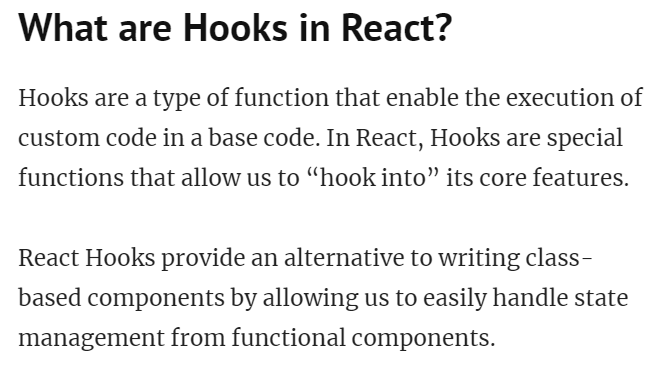 What are Hooks in React?
Hooks are a type of function that enable the execution of
custom code in a base code. In React, Hooks are special
functions that allow us to “hook into” its core features.
React Hooks provide an alternative to writing class-
based components by allowing us to easily handle state
management from functional components.